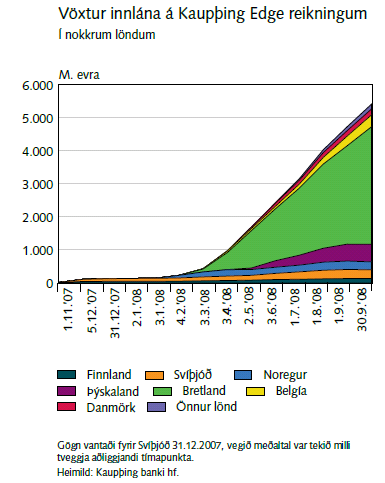 Vöxtur innlána á Kaupþing Edge reikningum
Í nokkrum löndum
M. evra
6.000
5.000
4.000
3.000
2.000
1.000
0
1.11.'07
5.12.'07
31.12.'07
2.1.'08
3.1.'08
4.2.'08
3.3.'08
3.4.'08
2.5.'08
3.6.'08
1.7.'08
1.8.'08
1.9.'08
30.9.'08
Finnland Svíþjóð Noregur
Þýskaland Bretland Belgía
Danmörk Önnur lönd
Gögn vantaði fyrir Svíþjóð 31.12.2007, vegið meðaltal var tekið milli
tveggja aðliggjandi tímapunkta.
Heimild: Kaupþing banki hf.